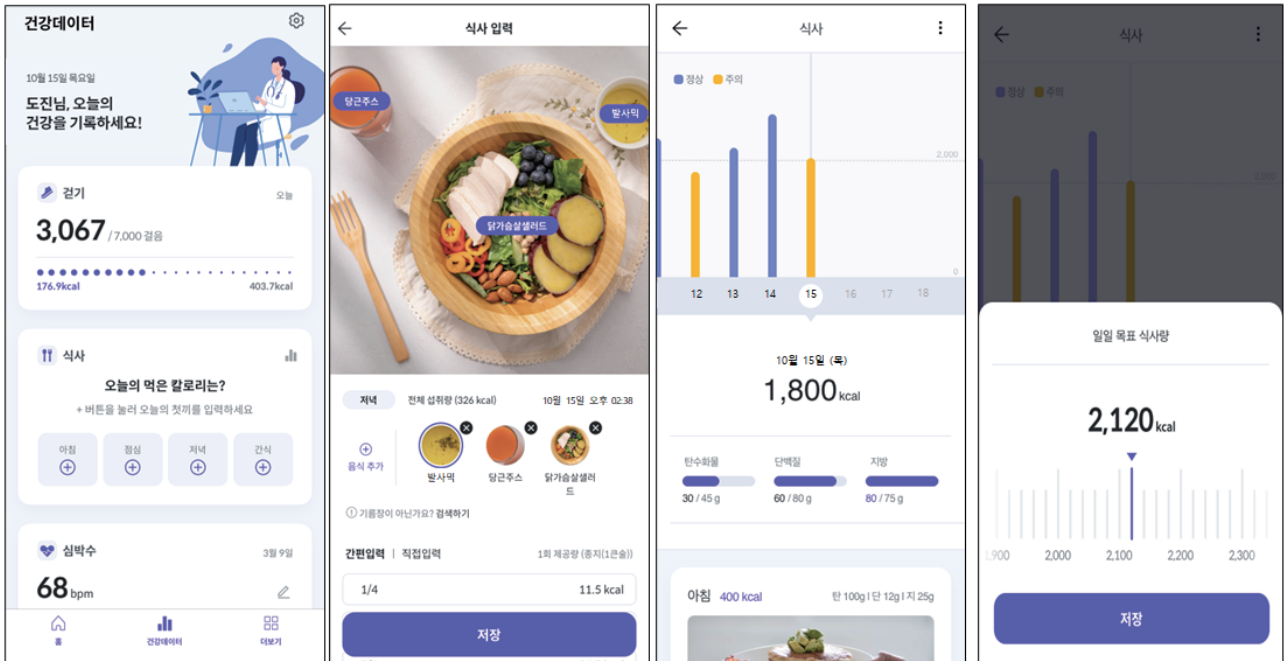 건강데이터
10월 15일 목요일
도진님, 오늘의
건강을 기록하세요!
걷기
오늘
3,067 / 7,000 걸음
176.9kcal
403.7kcal
식사
오늘의 먹은 칼로리는?
+ 버튼을 눌러 오늘의 첫끼를 입력하세요
아침
점심
저녁
간식
심박수
3월 9일
68 bpm
홈
건강데이터
더보기
식사 입력
당근주스
발사믹
닭가슴살샐러드
저녁
전체 섭취량 (326 kcal)
10월 15일 오후 02:38
음식 추가
발사믹
당근주스
닭가슴살샐러
드
기름장이 아닌가요? 검색하기
간편입력 | 직접입력
1회 제공량 (종지(1큰술))
1/4
11.5 kcal
저장
식사
정상
주의
2,000
0
12
13
14
15
16
17
18
10월 15일 (목)
1,800 kcal
탄수화물
단백질
지방
30 / 45 g
60 / 80 g
80 / 75 g
아침 400 kcal
탄 100g l 단 12g l 지 25g
식사
정상
주의
2,000
일일 목표 식사량
2,120 kcal
1,900
2,000
2,100
2,200
2,300
저장